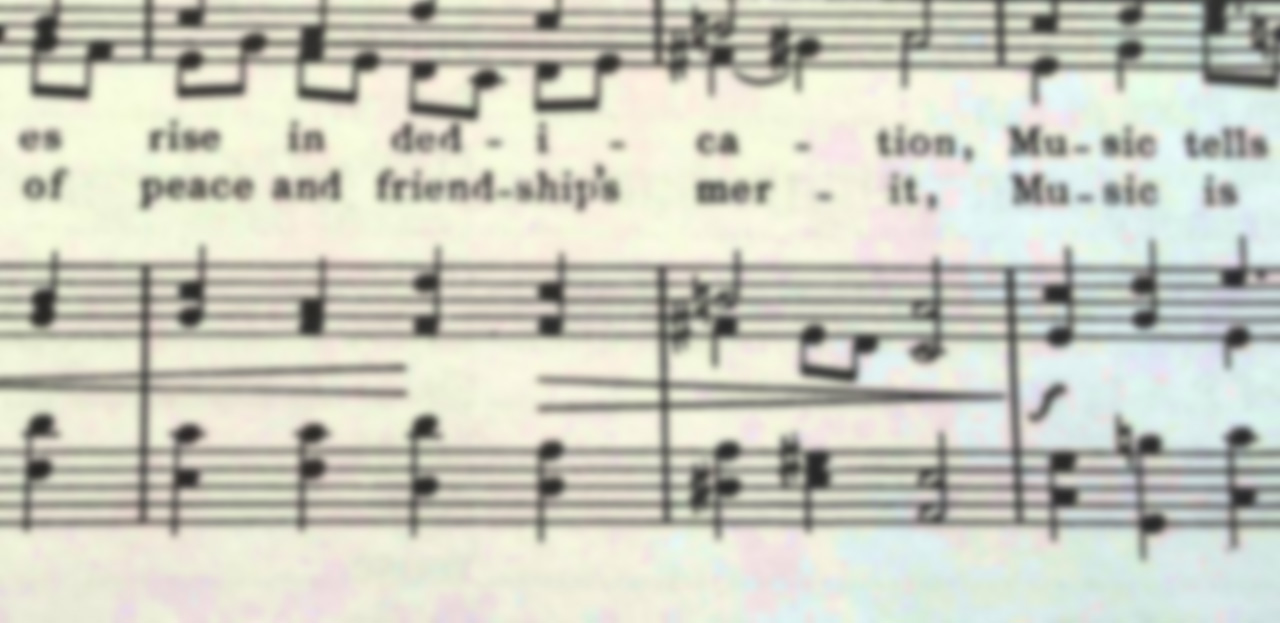 es rise in ded - i - ca - tion, Mu - sic tells
of peace and friend-ship's mer - it, Mu - sic is